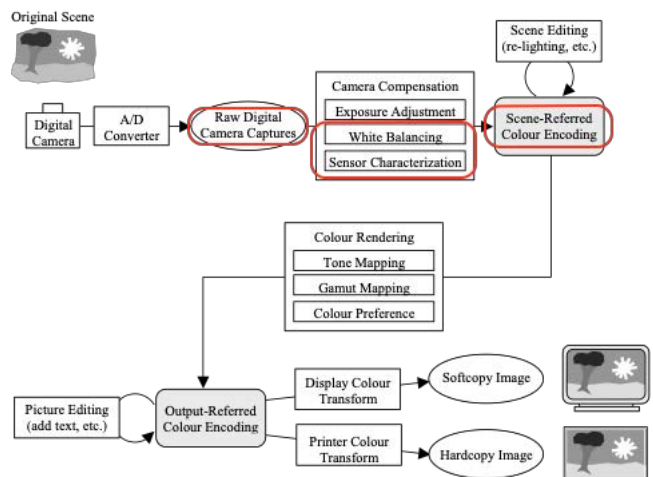 Original Scene
Digital
Camera
A/D
Converter
Raw Digital
Camera Captures
Camera Compensation
Exposure Adjustment
White Balancing
Sensor Characterization
Scene Editing
(re-lighting, etc.)
Scene-Referred
Colour Encoding
Colour Rendering
Tone Mapping
Gamut Mapping
Colour Preference
Picture Editing
(add text, etc.)
Output-Referred
Colour Encoding
Display Colour
Transform
Softcopy Image
Printer Colour
Transform
Hardcopy Image